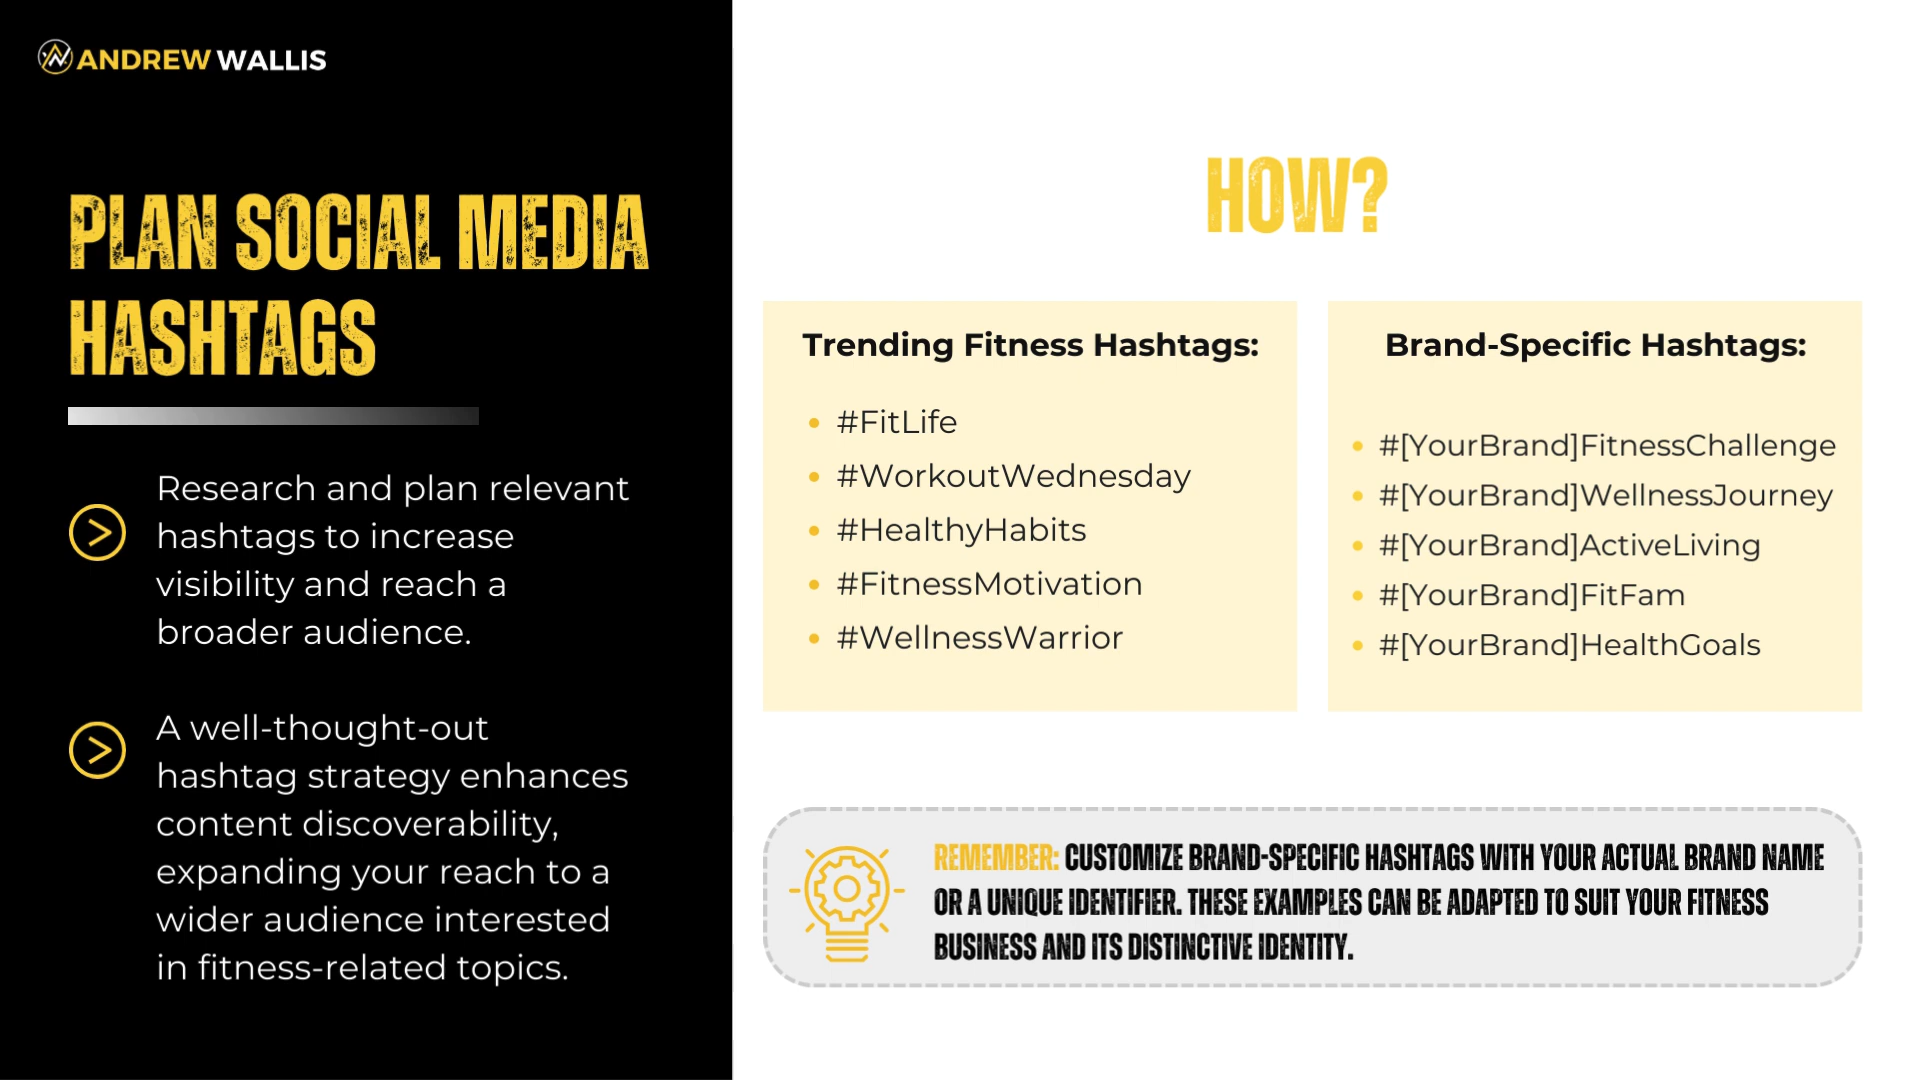 ANDREW WALLIS
PLAN SOCIAL MEDIA
HASHTAGS
Research and plan relevant
hashtags to increase
visibility and reach a
broader audience.
A well-thought-out
hashtag strategy enhances
content discoverability,
expanding your reach to a
wider audience interested
in fitness-related topics.
HOW?
Trending Fitness Hashtags:
#FitLife
#WorkoutWednesday
#HealthyHabits
#FitnessMotivation
#WellnessWarrior
Brand-Specific Hashtags:
#[YourBrand]FitnessChallenge
#[YourBrand]WellnessJourney
#[YourBrand]ActiveLiving
#[YourBrand]FitFam
#[YourBrand]HealthGoals
REMEMBER: CUSTOMIZE BRAND-SPECIFIC HASHTAGS WITH YOUR ACTUAL BRAND NAME
OR A UNIQUE IDENTIFIER. THESE EXAMPLES CAN BE ADAPTED TO SUIT YOUR FITNESS
BUSINESS AND ITS DISTINCTIVE IDENTITY.